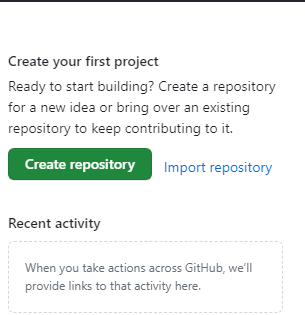 Create your first project
Ready to start building? Create a repository
for a new idea or bring over an existing
repository to keep contributing to it.
Create repository
Import repository
Recent activity
When you take actions across GitHub, we'll
provide links to that activity here.